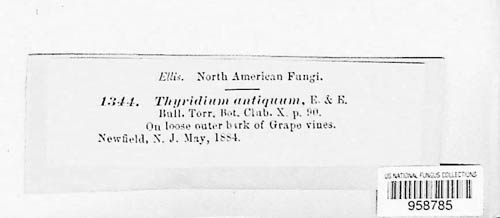 Ellis. North American Fungi.
1344. Thyridium antiquum, E. & E.
Bull. Torr. Bot. Club. X. p. 90.
On loose outer bark of Grape vines.
Newfield, N. J. May, 1884.
US NATIONAL FUNGUS COLLECTIONS
958785